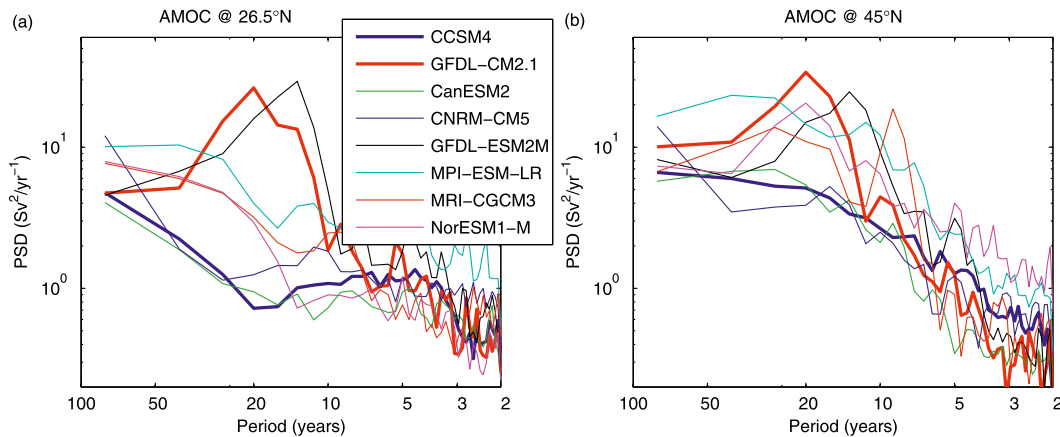 (a)
AMOC @ 26.5°N
CCSM4
GFDL−CM2.1
CanESM2
CNRM−CM5
GFDL−ESM2M
MPI−ESM−LR
MRI−CGCM3
NorESM1−M
PSD (Sv²/yr⁻¹)
10¹
10⁰
100 50 20 10 5 3 2
Period (years)
(b)
AMOC @ 45°N
PSD (Sv²/yr⁻¹)
10¹
10⁰
100 50 20 10 5 3 2
Period (years)